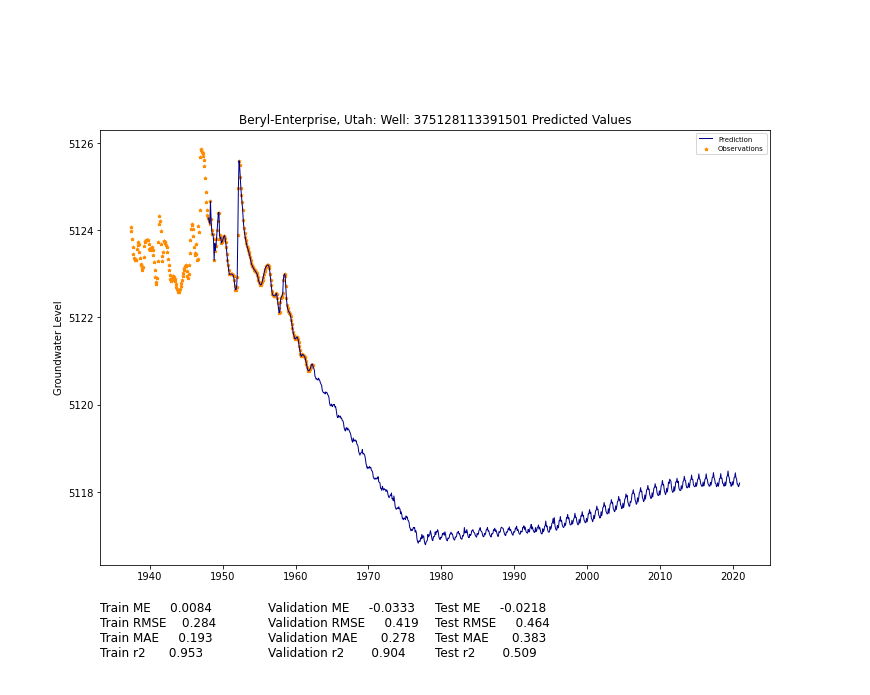 Beryl-Enterprise, Utah: Well: 375128113391501 Predicted Values
Prediction
Observations
Groundwater Level
5126
5124
5122
5120
5118
1940 1950 1960 1970 1980 1990 2000 2010 2020
Train ME 0.0084 Validation ME -0.0333 Test ME -0.0218
Train RMSE 0.284 Validation RMSE 0.419 Test RMSE 0.464
Train MAE 0.193 Validation MAE 0.278 Test MAE 0.383
Train r2 0.953 Validation r2 0.904 Test r2 0.509